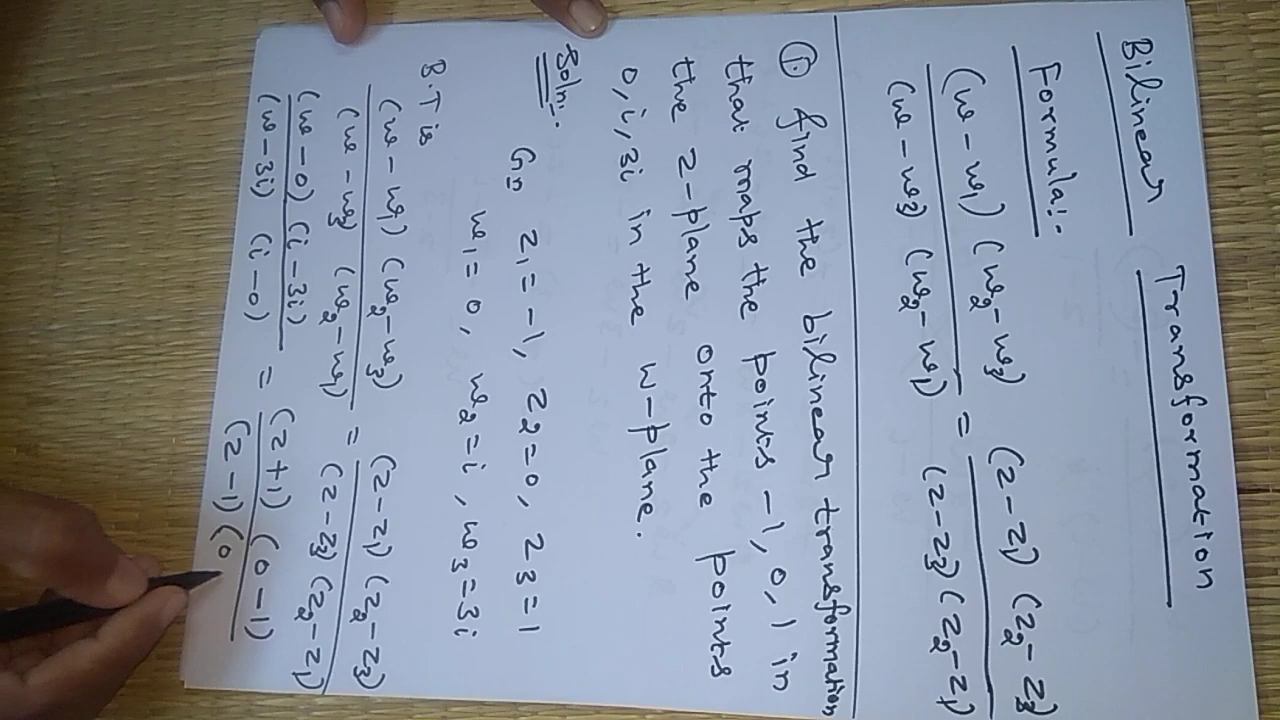 Bilinear Transformation
Formula:-
(w-w₁) (w₂-w₃) / (w-w₃) (w₂-w₁) = (z-z₁) (z₂-z₃) / (z-z₃) (z₂-z₁)
① find the bilinear transformation
that maps the points -1, 0, 1 in
the z-plane onto the points
0, i, 3i in the w-plane.
Soln:-
Gn z₁ = -1, z₂ = 0, z₃ = 1
w₁ = 0, w₂ = i, w₃ = 3i
B.T is
(w-w₁) (w₂-w₃) / (w-w₃) (w₂-w₁) = (z-z₁) (z₂-z₃) / (z-z₃) (z₂-z₁)
(w-0) (i-3i) / (w-3i) (i-0) = (z+1) (0-1) / (z-1) (0